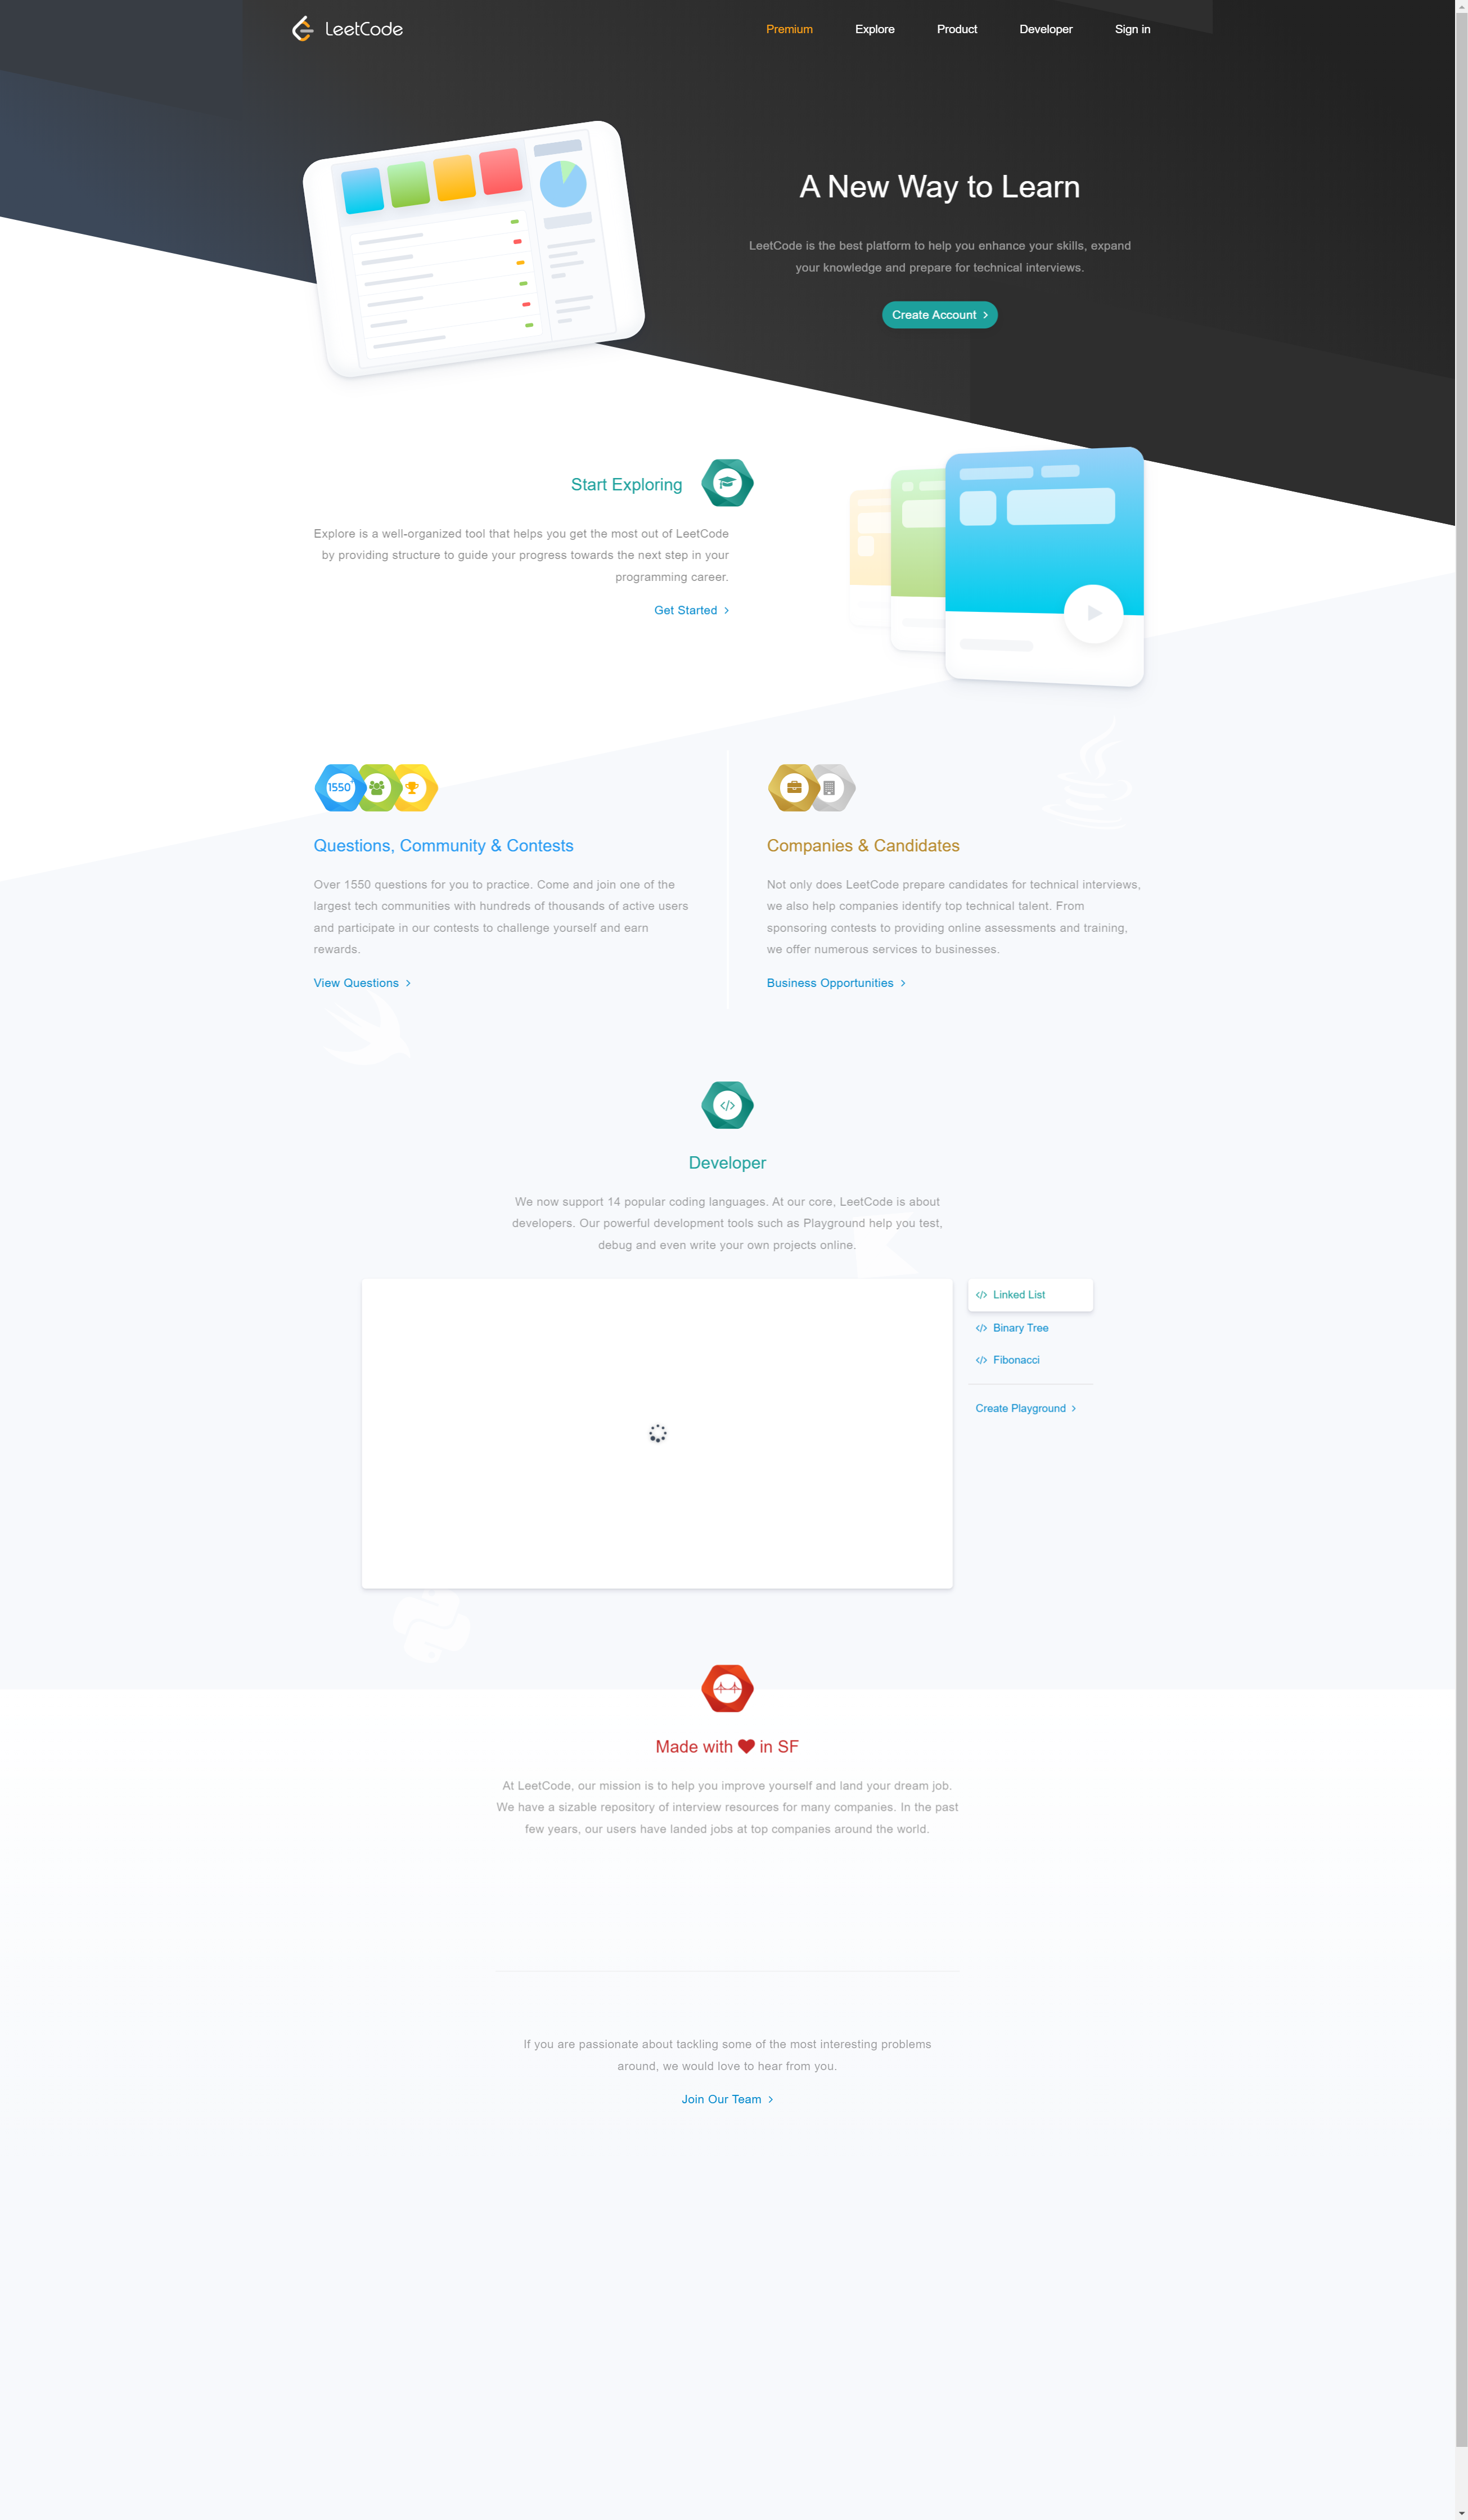 LeetCode
Premium
Explore
Product
Developer
Sign in
A New Way to Learn
LeetCode is the best platform to help you enhance your skills, expand
your knowledge and prepare for technical interviews.
Create Account
Start Exploring
Explore is a well-organized tool that helps you get the most out of LeetCode
by providing structure to guide your progress towards the next step in your
programming career.
Get Started
1550+
Questions, Community & Contests
Over 1550 questions for you to practice. Come and join one of the
largest tech communities with hundreds of thousands of active users
and participate in our contests to challenge yourself and earn
rewards.
View Questions
Companies & Candidates
Not only does LeetCode prepare candidates for technical interviews,
we also help companies identify top technical talent. From
sponsoring contests to providing online assessments and training,
we offer numerous services to businesses.
Business Opportunities
Developer
We now support 14 popular coding languages. At our core, LeetCode is about
developers. Our powerful development tools such as Playground help you test,
debug and even write your own projects online.
Linked List
Binary Tree
Fibonacci
Create Playground
Made with ❤ in SF
At LeetCode, our mission is to help you improve yourself and land your dream job.
We have a sizable repository of interview resources for many companies. In the past
few years, our users have landed jobs at top companies around the world.
If you are passionate about tackling some of the most interesting problems
around, we would love to hear from you.
Join Our Team